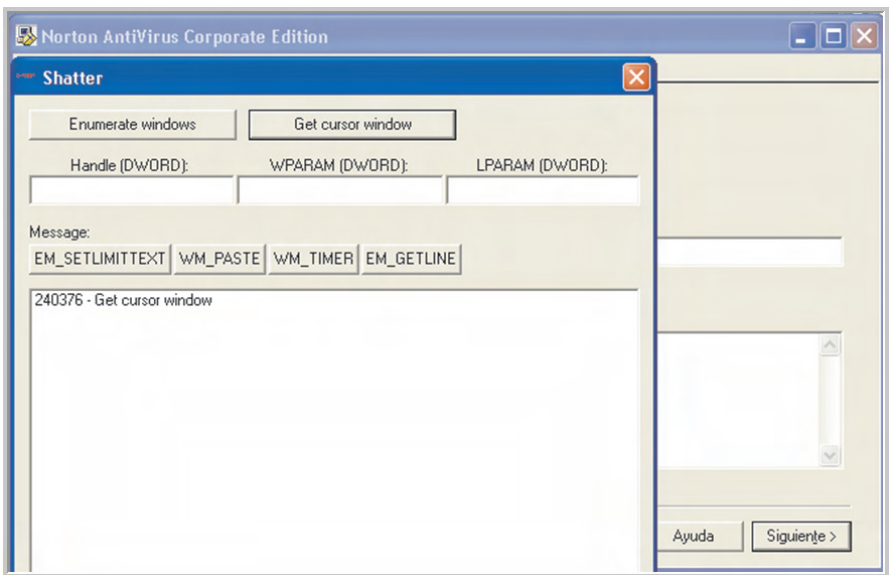 Norton AntiVirus Corporate Edition
Shatter
Enumerate windows Get cursor window
Handle (DWORD): WPARAM (DWORD): LPARAM (DWORD):
Message:
EM_SETLIMITTEXT WM_PASTE WM_TIMER EM_GETLINE
240376 - Get cursor window
Ayuda Siguiente >